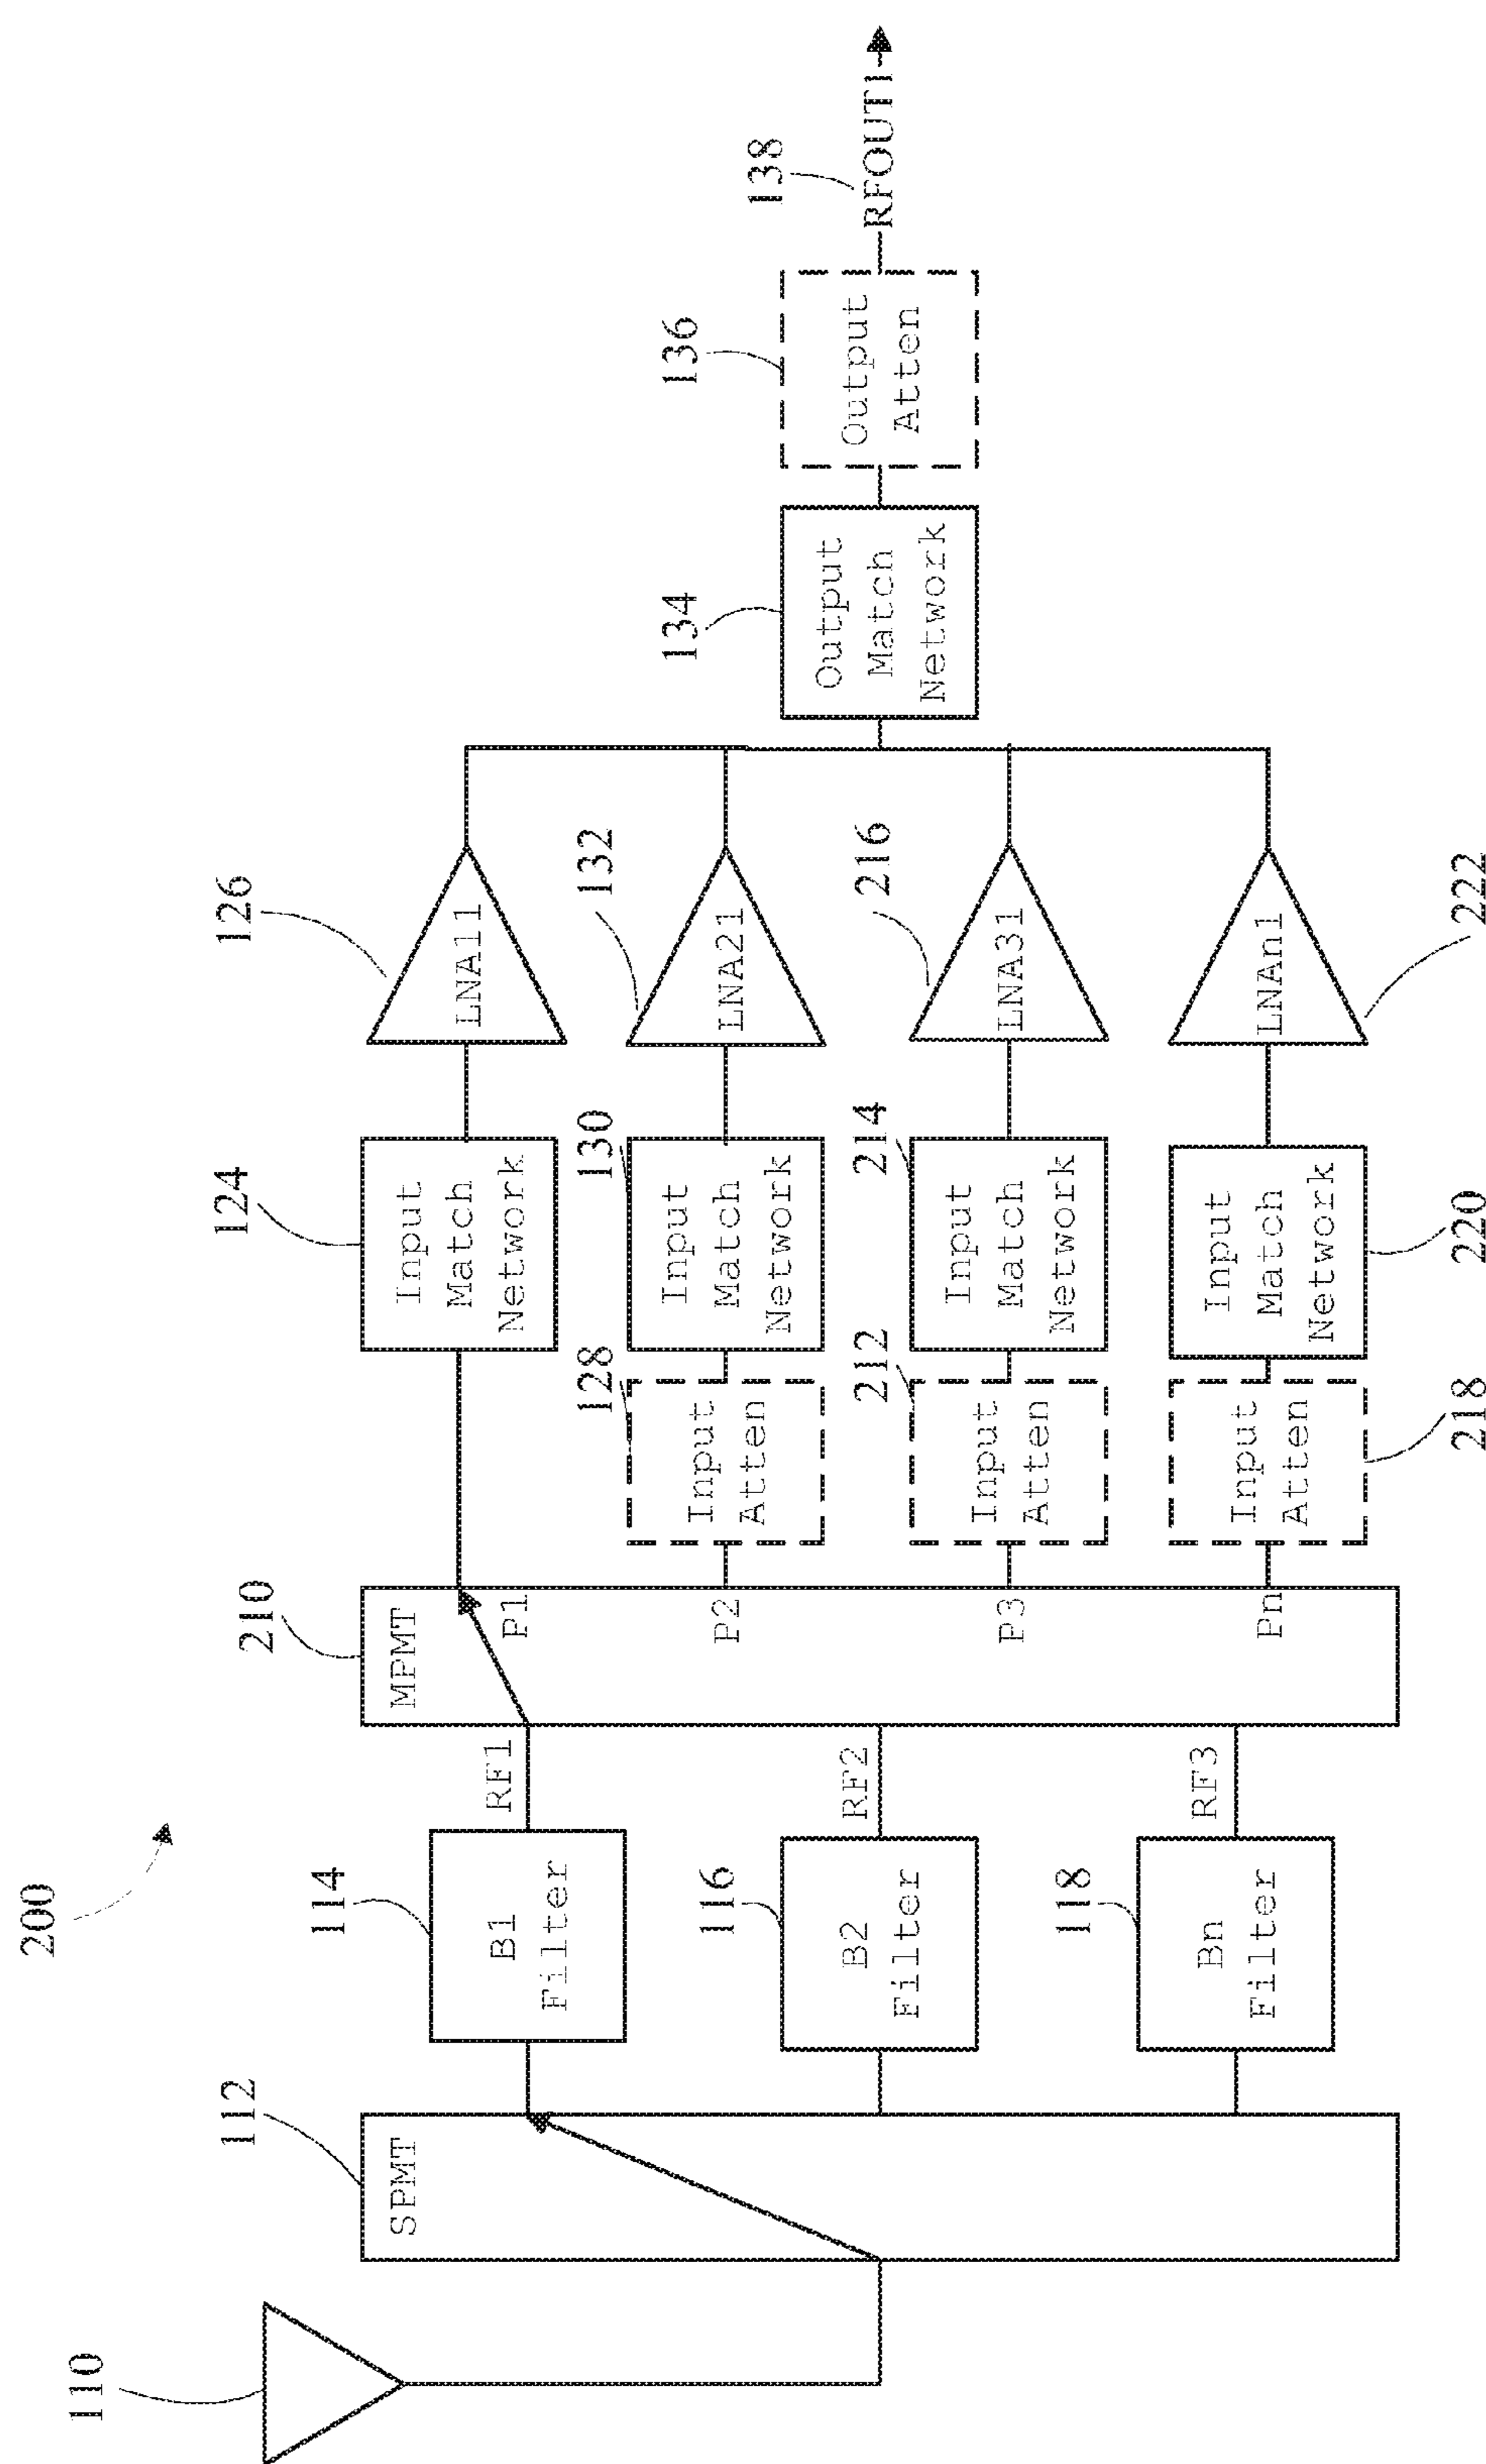 200
110
112
SPMT
114
B1
Filter
116
B2
Filter
118
Bn
Filter
RF1
RF2
RF3
210
MPMT
P1
P2
P3
Pn
124
Input
Match
Network
126
LNA11
128
Input
Atten
130
Input
Match
Network
132
LNA21
212
Input
Atten
214
Input
Match
Network
216
LNA31
218
Input
Atten
220
Input
Match
Network
222
LNAn1
134
Output
Match
Network
136
Output
Atten
138
RFOUT1